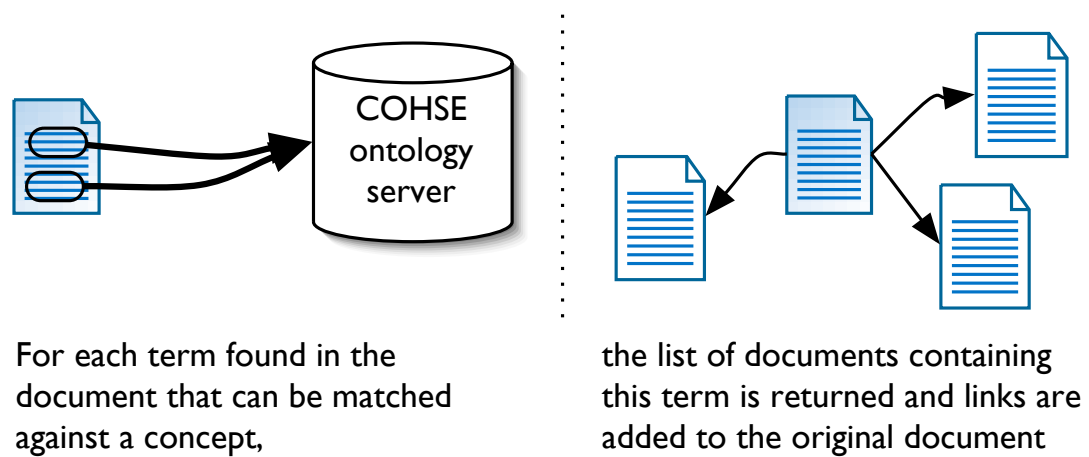 COHSE
ontology
server
For each term found in the
document that can be matched
against a concept,
the list of documents containing
this term is returned and links are
added to the original document